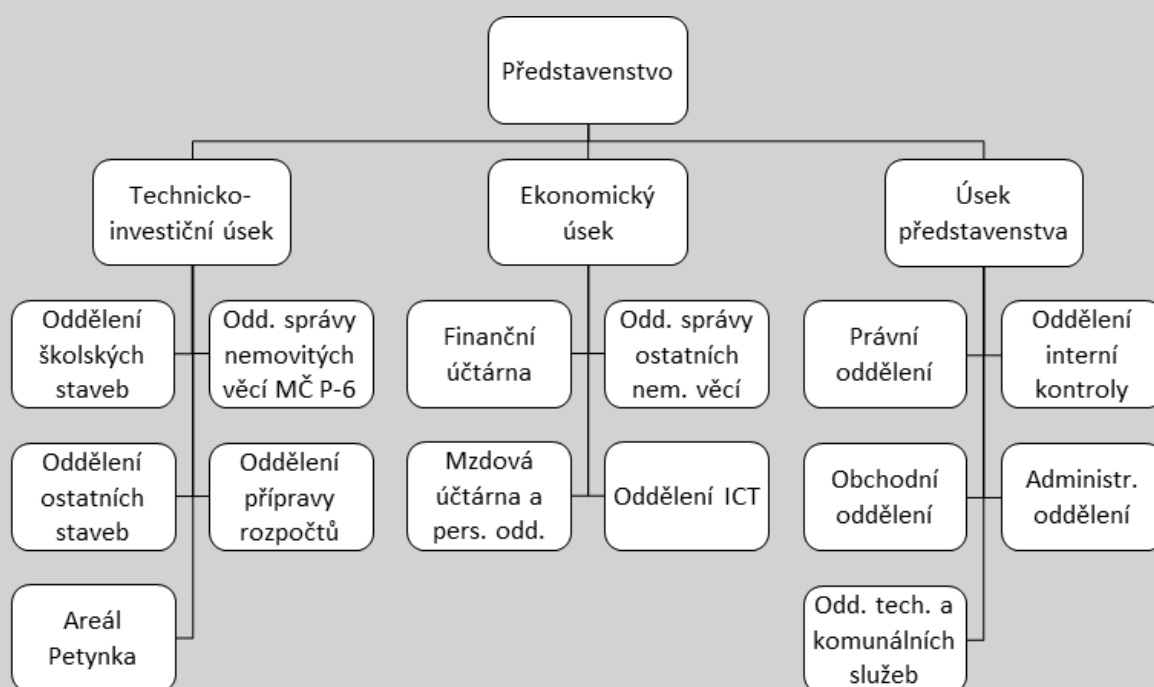 Představenstvo
Technicko-
investiční úsek
Ekonomický
úsek
Úsek
představenstva
Oddělení
školských
staveb
Odd. správy
nemovitých
věcí MČ P-6
Finanční
účtárna
Odd. správy
ostatních
nem. věcí
Právní
oddělení
Oddělení
interní
kontroly
Oddělení
ostatních
staveb
Oddělení
přípravy
rozpočtů
Mzdová
účtárna a
pers. odd.
Oddělení ICT
Obchodní
oddělení
Administr.
oddělení
Areál
Petynka
Odd. tech. a
komunálních
služeb